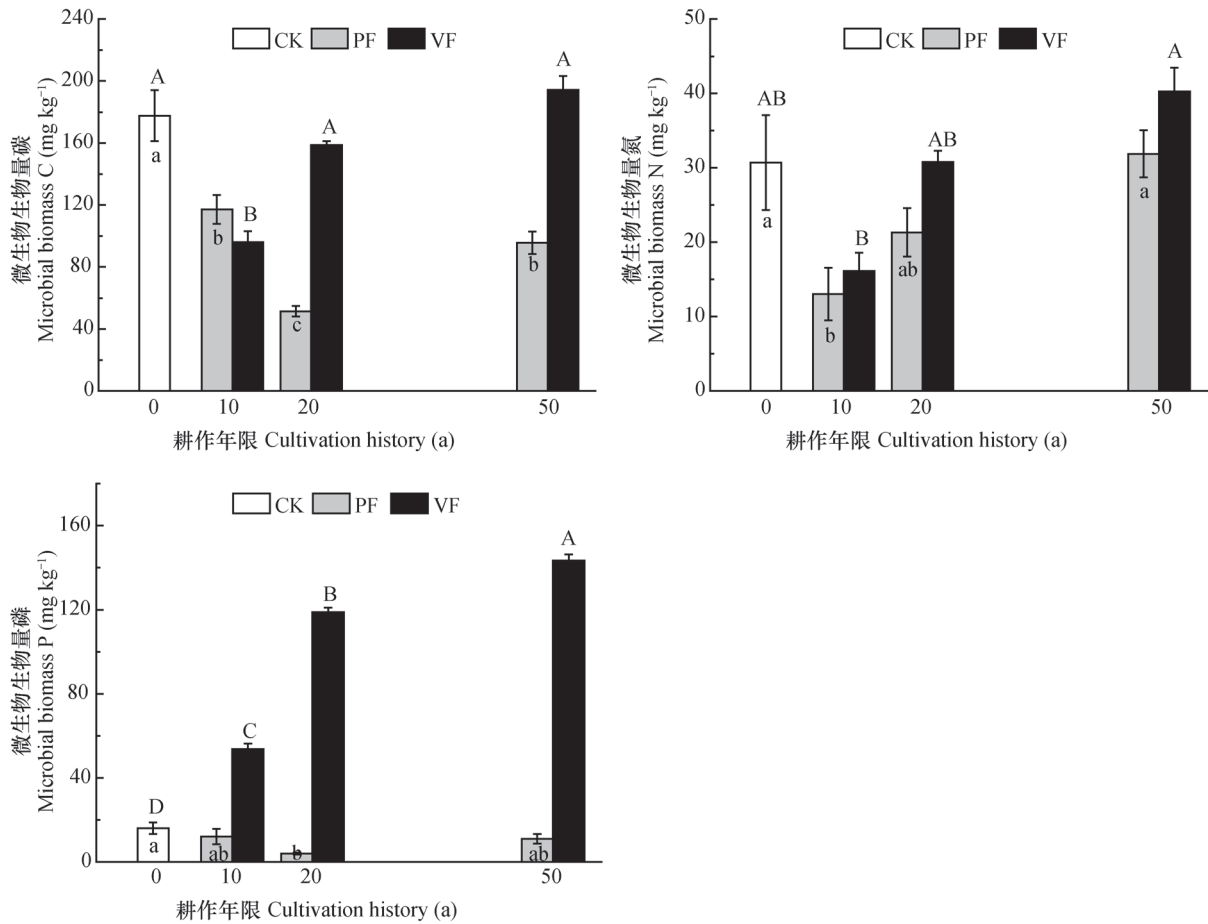 240
200
160
120
80
40
0
微生物生物量碳
Microbial biomass C (mg kg⁻¹)
CK PF VF
A
a
b
B
c
A
b
A
0 10 20 50
耕作年限 Cultivation history (a)
50
40
30
20
10
0
微生物生物量氮
Microbial biomass N (mg kg⁻¹)
CK PF VF
AB
a
b
B
ab
AB
a
A
0 10 20 50
耕作年限 Cultivation history (a)
160
120
80
40
0
微生物生物量磷
Microbial biomass P (mg kg⁻¹)
CK PF VF
D
a
ab
C
b
B
ab
A
0 10 20 50
耕作年限 Cultivation history (a)